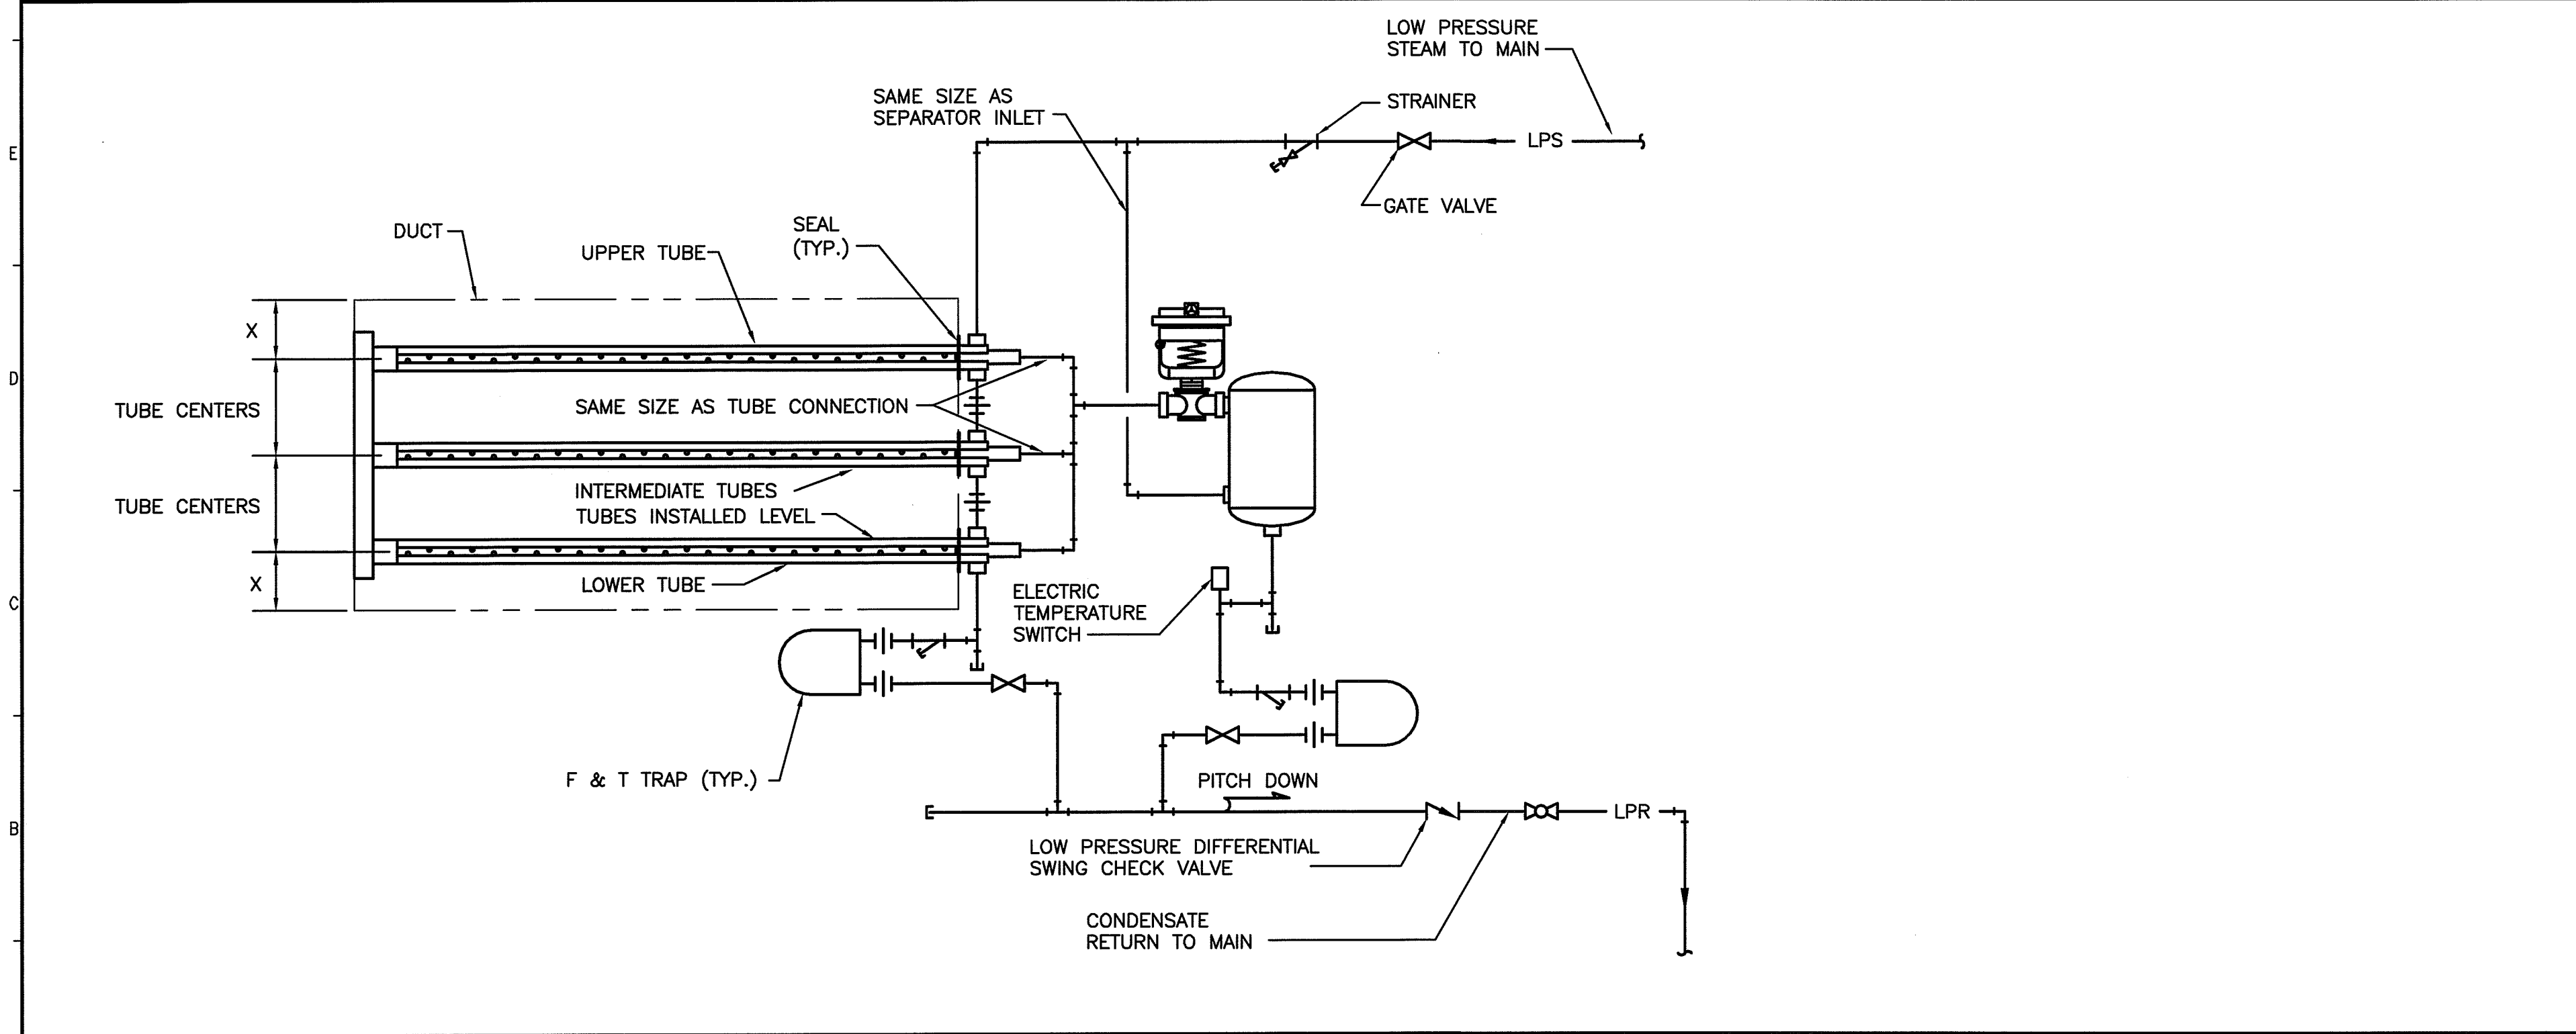 LOW PRESSURE
STEAM TO MAIN
SAME SIZE AS
SEPARATOR INLET
STRAINER
LPS
E
GATE VALVE
DUCT
SEAL
(TYP.)
UPPER TUBE
X
D
TUBE CENTERS
SAME SIZE AS TUBE CONNECTION
INTERMEDIATE TUBES
TUBE CENTERS
TUBES INSTALLED LEVEL
X
LOWER TUBE
C
ELECTRIC
TEMPERATURE
SWITCH
F & T TRAP (TYP.)
PITCH DOWN
B
LPR
LOW PRESSURE DIFFERENTIAL
SWING CHECK VALVE
CONDENSATE
RETURN TO MAIN